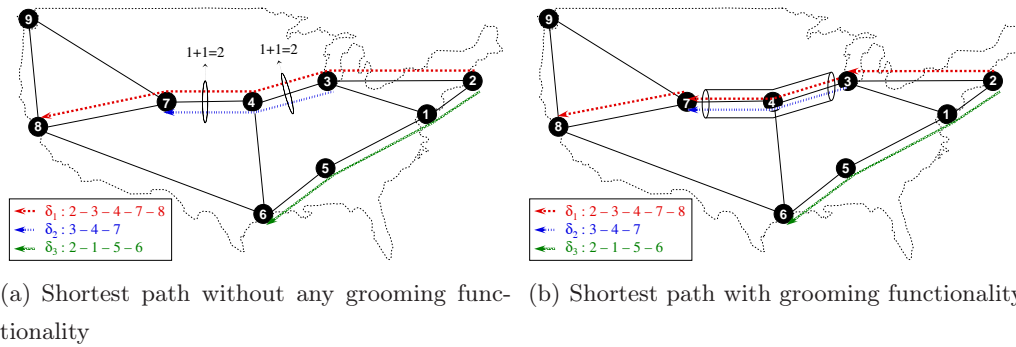 9
1+1=2
1+1=2
3
2
7
4
1
8
5
6
δ1 : 2 – 3 – 4 – 7 – 8
δ2 : 3 – 4 – 7
δ3 : 2 – 1 – 5 – 6
(a) Shortest path without any grooming func-
tionality
9
3
2
7
4
1
8
5
6
δ1 : 2 – 3 – 4 – 7 – 8
δ2 : 3 – 4 – 7
δ3 : 2 – 1 – 5 – 6
(b) Shortest path with grooming functionality